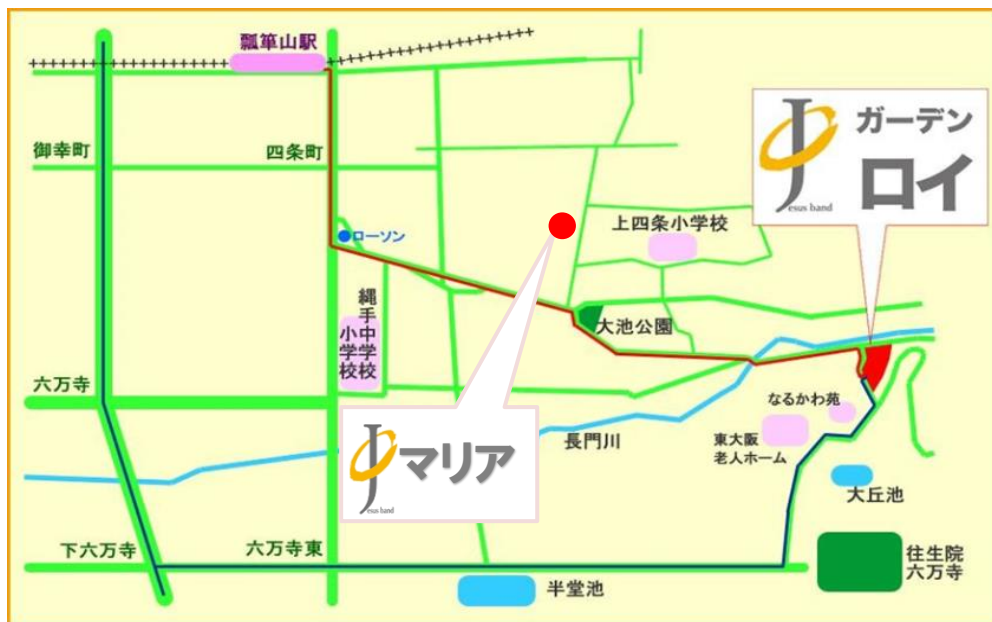 瓢箪山駅
御幸町
四条町
ローソン
上四条小学校
ガーデン
ロイ
Jesus band
縄手中学校
小学校
大池公園
六万寺
なるかわ苑
東大阪
老人ホーム
長門川
マリア
Jesus band
大丘池
下六万寺
六万寺東
半堂池
往生院
六万寺